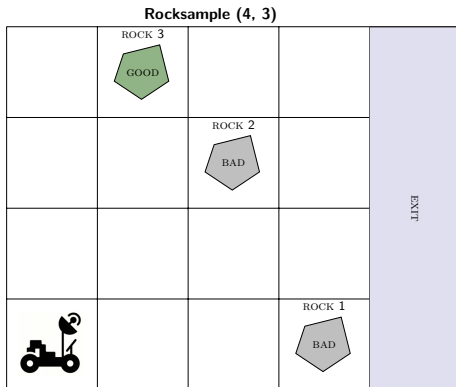 Rocksample (4, 3)
ROCK 3
GOOD
ROCK 2
BAD
EXIT
ROCK 1
BAD